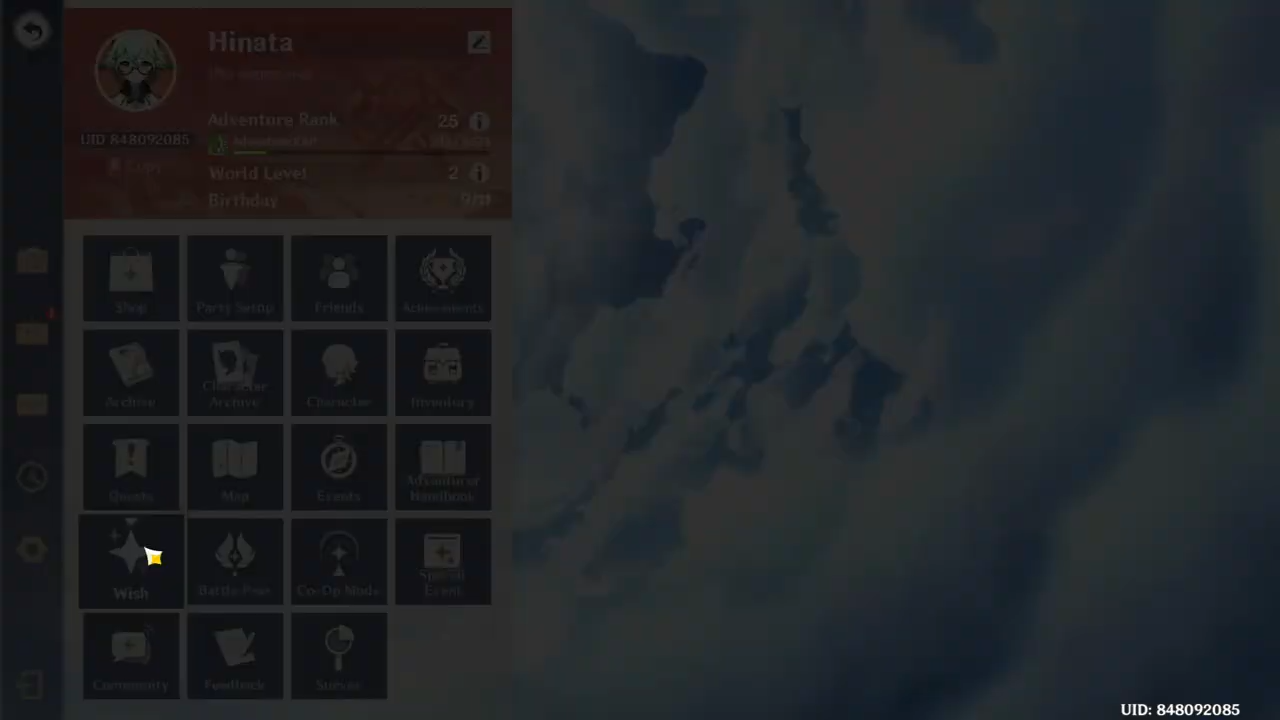 Hinata
Adventure Rank 25
UID 848092085
World Level 2
Birthday
Shop
Party Setup
Friends
Achievements
Archive
Character
Archive
Character
Inventory
Quests
Map
Events
Adventurer
Handbook
Wish
Battle Pass
Co-Op Mode
Special
Event
Community
Feedback
Survey
UID: 848092085